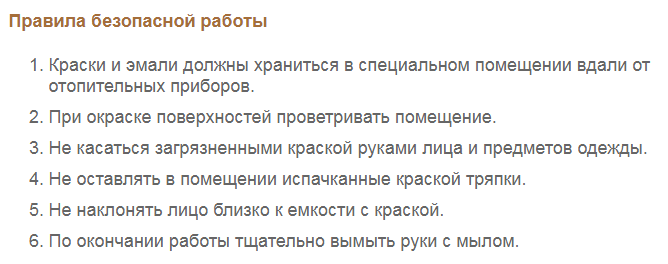 Правила безопасной работы
1. Краски и эмали должны храниться в специальном помещении вдали от
отопительных приборов.
2. При окраске поверхностей проветривать помещение.
3. Не касаться загрязненными краской руками лица и предметов одежды.
4. Не оставлять в помещении испачканные краской тряпки.
5. Не наклонять лицо близко к емкости с краской.
6. По окончании работы тщательно вымыть руки с мылом.